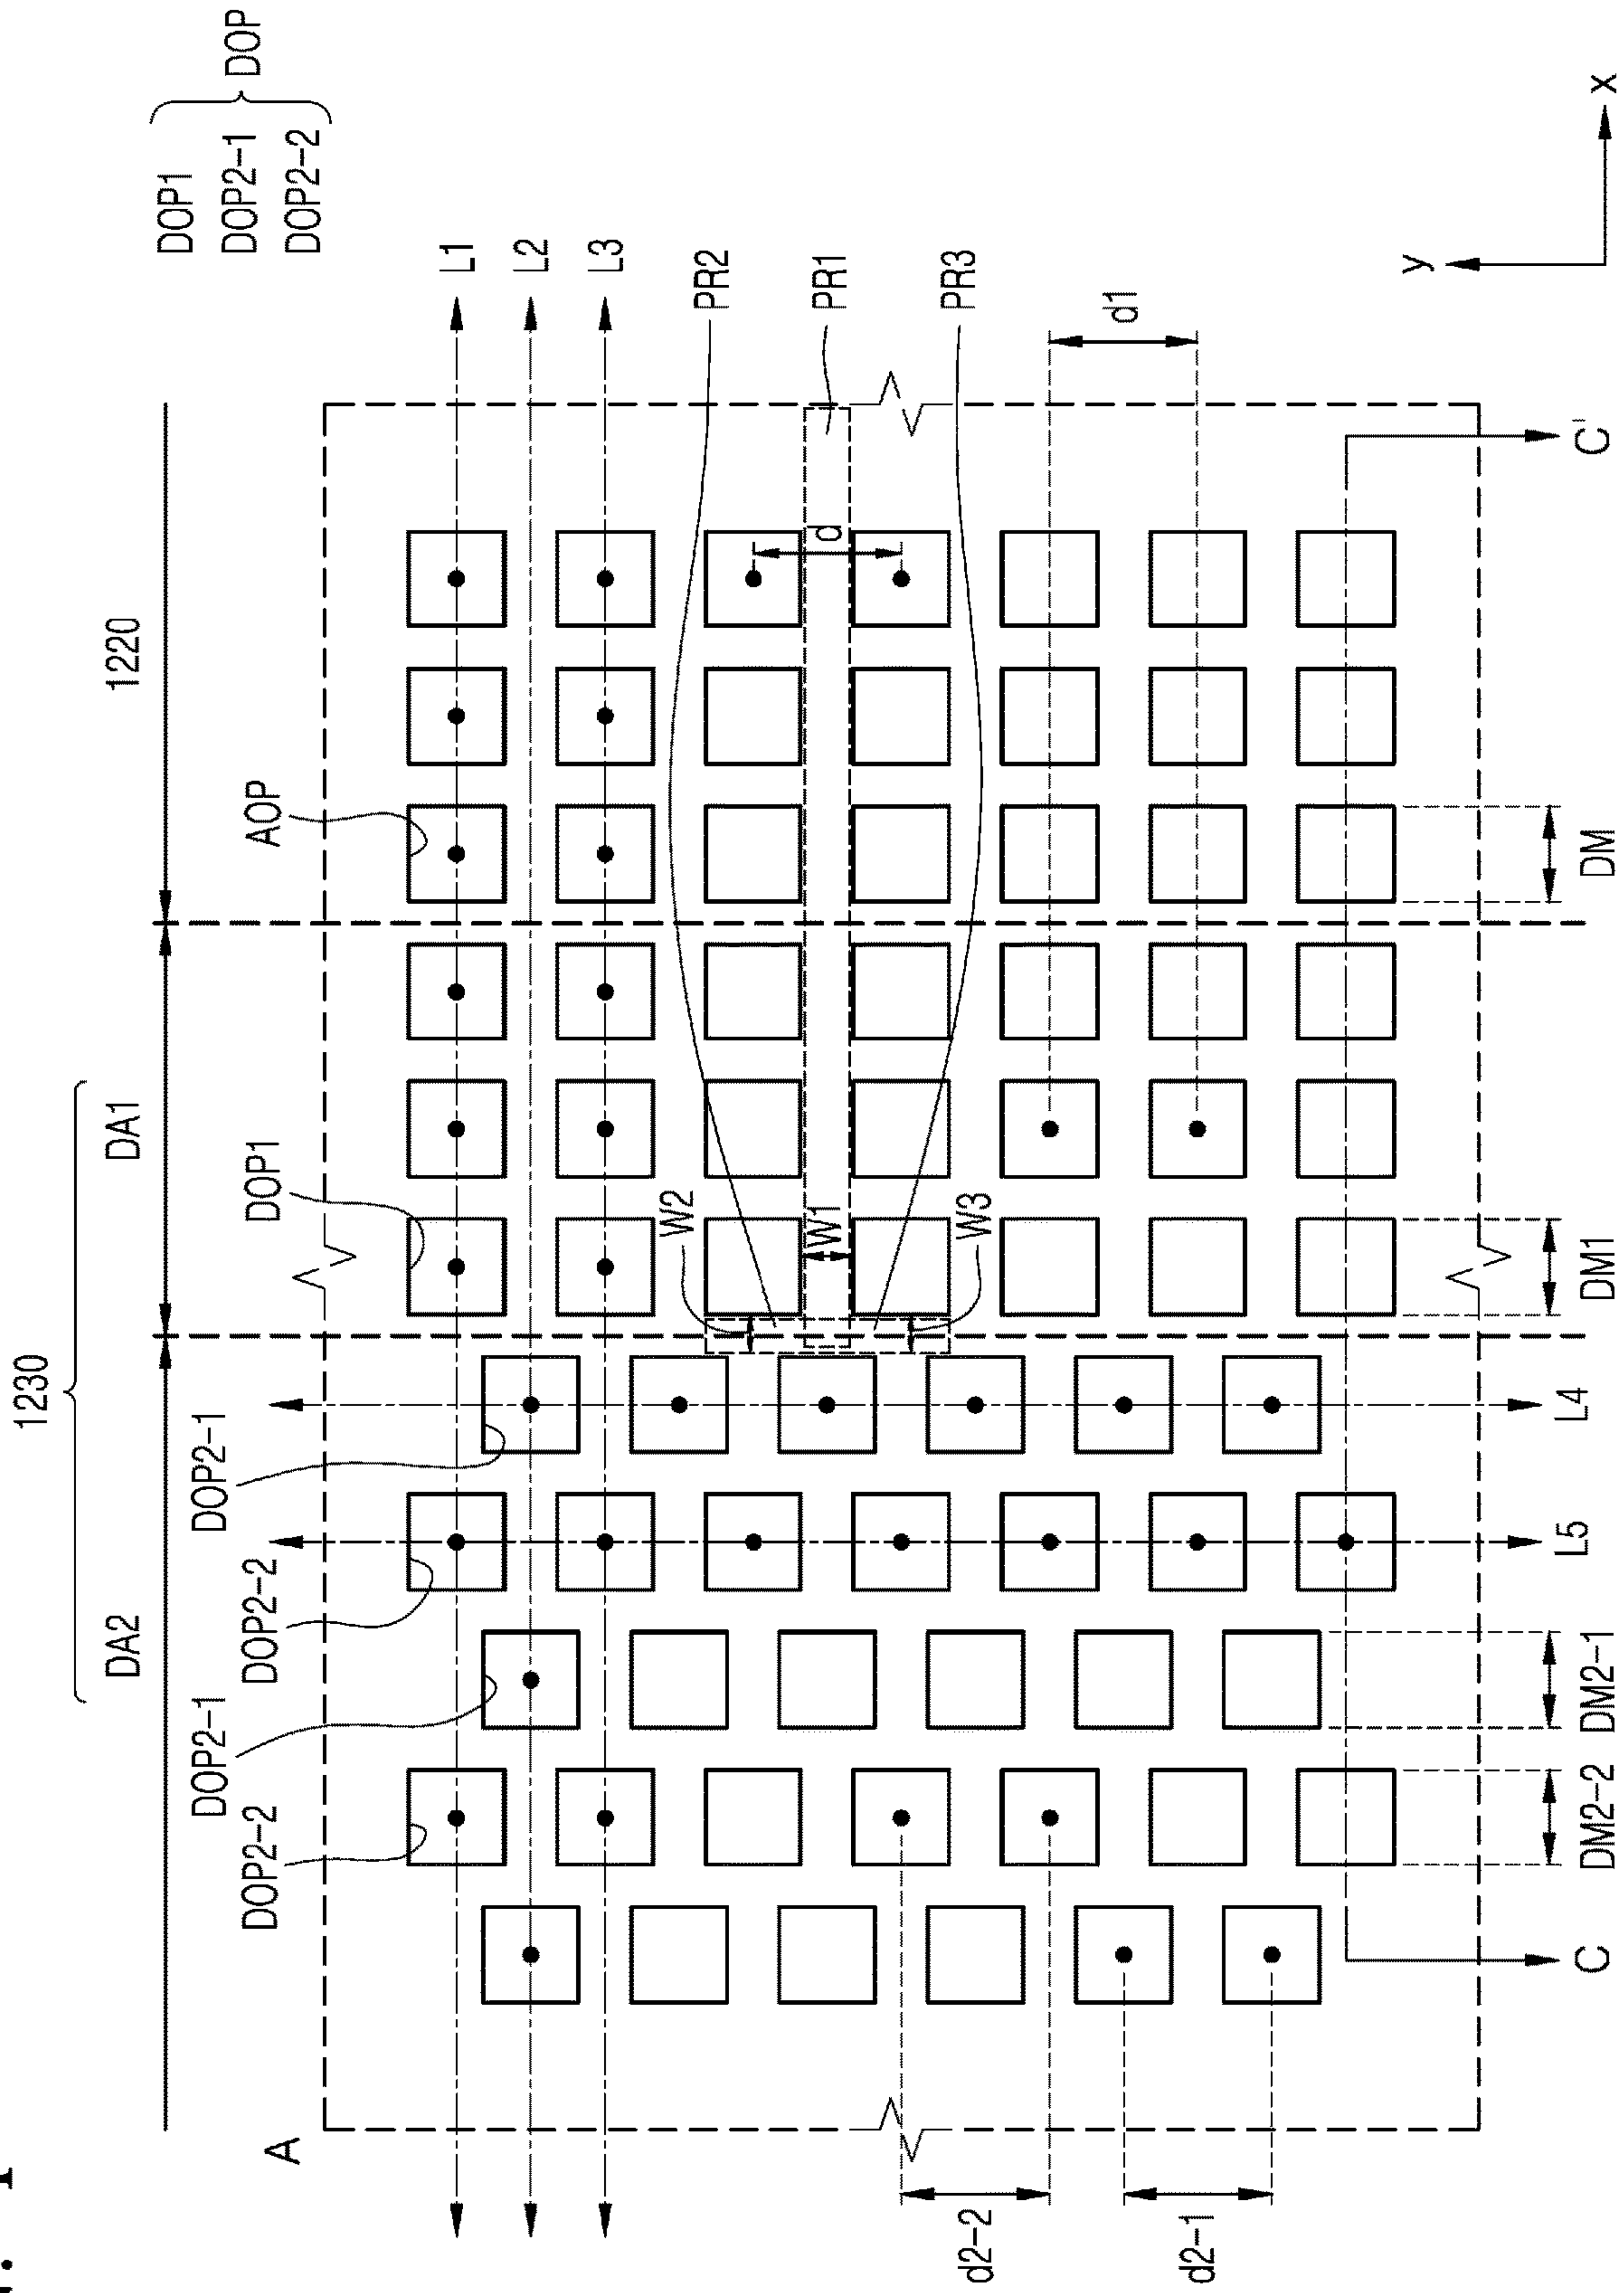 DOP1
DOP2-1
DOP2-2
DOP
1230
DA2
DA1
1220
A
DOP2-2
DOP2-1
DOP2-2
DOP2-1
DOP1
AOP
L1
L2
L3
PR2
PR1
PR3
W2
W1
W3
d
d1
d2-2
d2-1
C
DM2-2
DM2-1
L5
L4
DM1
DM
C'
y
x